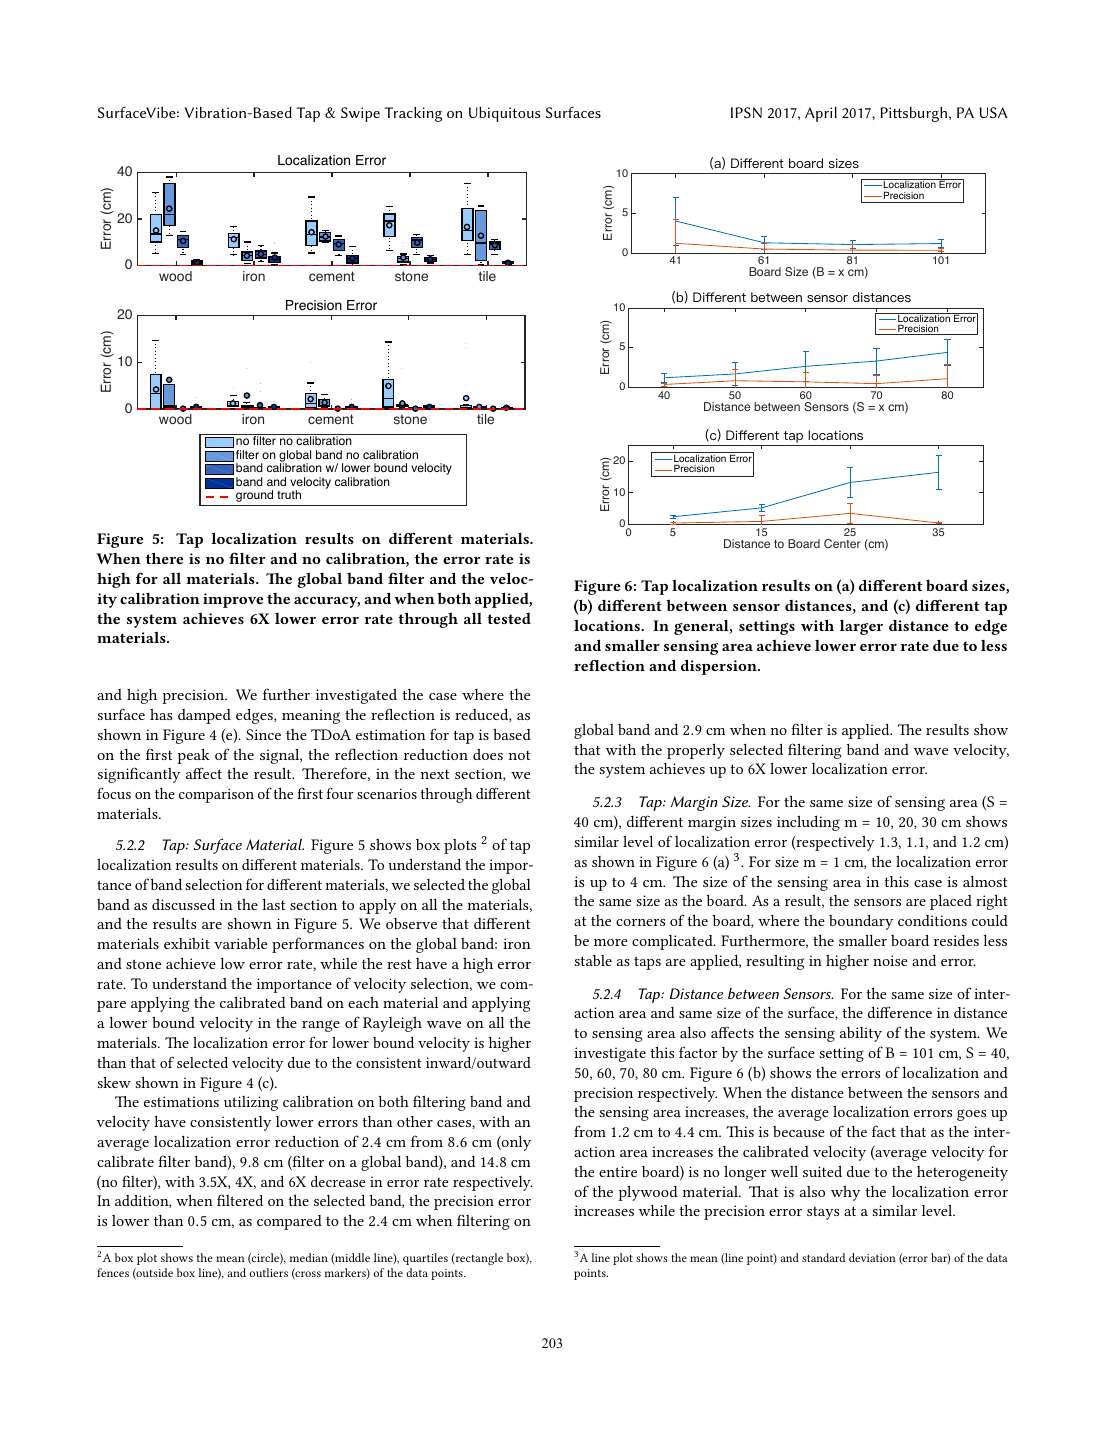 SurfaceVibe: Vibration-Based Tap & Swipe Tracking on Ubiquitous Surfaces
IPSN 2017, April 2017, Pittsburgh, PA USA
Localization Error
40
20
0
Error (cm)
wood
iron
cement
stone
tile
Precision Error
20
10
0
Error (cm)
wood
iron
cement
stone
tile
no filter no calibration
filter on global band no calibration
band calibration w/ lower bound velocity
band and velocity calibration
ground truth
Figure 5: Tap localization results on different materials.
When there is no filter and no calibration, the error rate is
high for all materials. The global band filter and the veloc-
ity calibration improve the accuracy, and when both applied,
the system achieves 6X lower error rate through all tested
materials.
and high precision. We further investigated the case where the
surface has damped edges, meaning the reflection is reduced, as
shown in Figure 4 (e). Since the TDoA estimation for tap is based
on the first peak of the signal, the reflection reduction does not
significantly affect the result. Therefore, in the next section, we
focus on the comparison of the first four scenarios through different
materials.
5.2.2 Tap: Surface Material. Figure 5 shows box plots 2 of tap
localization results on different materials. To understand the impor-
tance of band selection for different materials, we selected the global
band as discussed in the last section to apply on all the materials,
and the results are shown in Figure 5. We observe that different
materials exhibit variable performances on the global band: iron
and stone achieve low error rate, while the rest have a high error
rate. To understand the importance of velocity selection, we com-
pare applying the calibrated band on each material and applying
a lower bound velocity in the range of Rayleigh wave on all the
materials. The localization error for lower bound velocity is higher
than that of selected velocity due to the consistent inward/outward
skew shown in Figure 4 (c).
The estimations utilizing calibration on both filtering band and
velocity have consistently lower errors than other cases, with an
average localization error reduction of 2.4 cm from 8.6 cm (only
calibrate filter band), 9.8 cm (filter on a global band), and 14.8 cm
(no filter), with 3.5X, 4X, and 6X decrease in error rate respectively.
In addition, when filtered on the selected band, the precision error
is lower than 0.5 cm, as compared to the 2.4 cm when filtering on
2A box plot shows the mean (circle), median (middle line), quartiles (rectangle box),
fences (outside box line), and outliers (cross markers) of the data points.
(a) Different board sizes
10
5
0
Error (cm)
Localization Error
Precision
41
61
81
101
Board Size (B = x cm)
(b) Different between sensor distances
10
5
0
Error (cm)
Localization Error
Precision
40
50
60
70
80
Distance between Sensors (S = x cm)
(c) Different tap locations
20
10
0
Error (cm)
Localization Error
Precision
0
5
15
25
35
Distance to Board Center (cm)
Figure 6: Tap localization results on (a) different board sizes,
(b) different between sensor distances, and (c) different tap
locations. In general, settings with larger distance to edge
and smaller sensing area achieve lower error rate due to less
reflection and dispersion.
global band and 2.9 cm when no filter is applied. The results show
that with the properly selected filtering band and wave velocity,
the system achieves up to 6X lower localization error.
5.2.3 Tap: Margin Size. For the same size of sensing area (S =
40 cm), different margin sizes including m = 10, 20, 30 cm shows
similar level of localization error (respectively 1.3, 1.1, and 1.2 cm)
as shown in Figure 6 (a) 3. For size m = 1 cm, the localization error
is up to 4 cm. The size of the sensing area in this case is almost
the same size as the board. As a result, the sensors are placed right
at the corners of the board, where the boundary conditions could
be more complicated. Furthermore, the smaller board resides less
stable as taps are applied, resulting in higher noise and error.
5.2.4 Tap: Distance between Sensors. For the same size of inter-
action area and same size of the surface, the difference in distance
to sensing area also affects the sensing ability of the system. We
investigate this factor by the surface setting of B = 101 cm, S = 40,
50, 60, 70, 80 cm. Figure 6 (b) shows the errors of localization and
precision respectively. When the distance between the sensors and
the sensing area increases, the average localization errors goes up
from 1.2 cm to 4.4 cm. This is because of the fact that as the inter-
action area increases the calibrated velocity (average velocity for
the entire board) is no longer well suited due to the heterogeneity
of the plywood material. That is also why the localization error
increases while the precision error stays at a similar level.
3A line plot shows the mean (line point) and standard deviation (error bar) of the data
points.
203